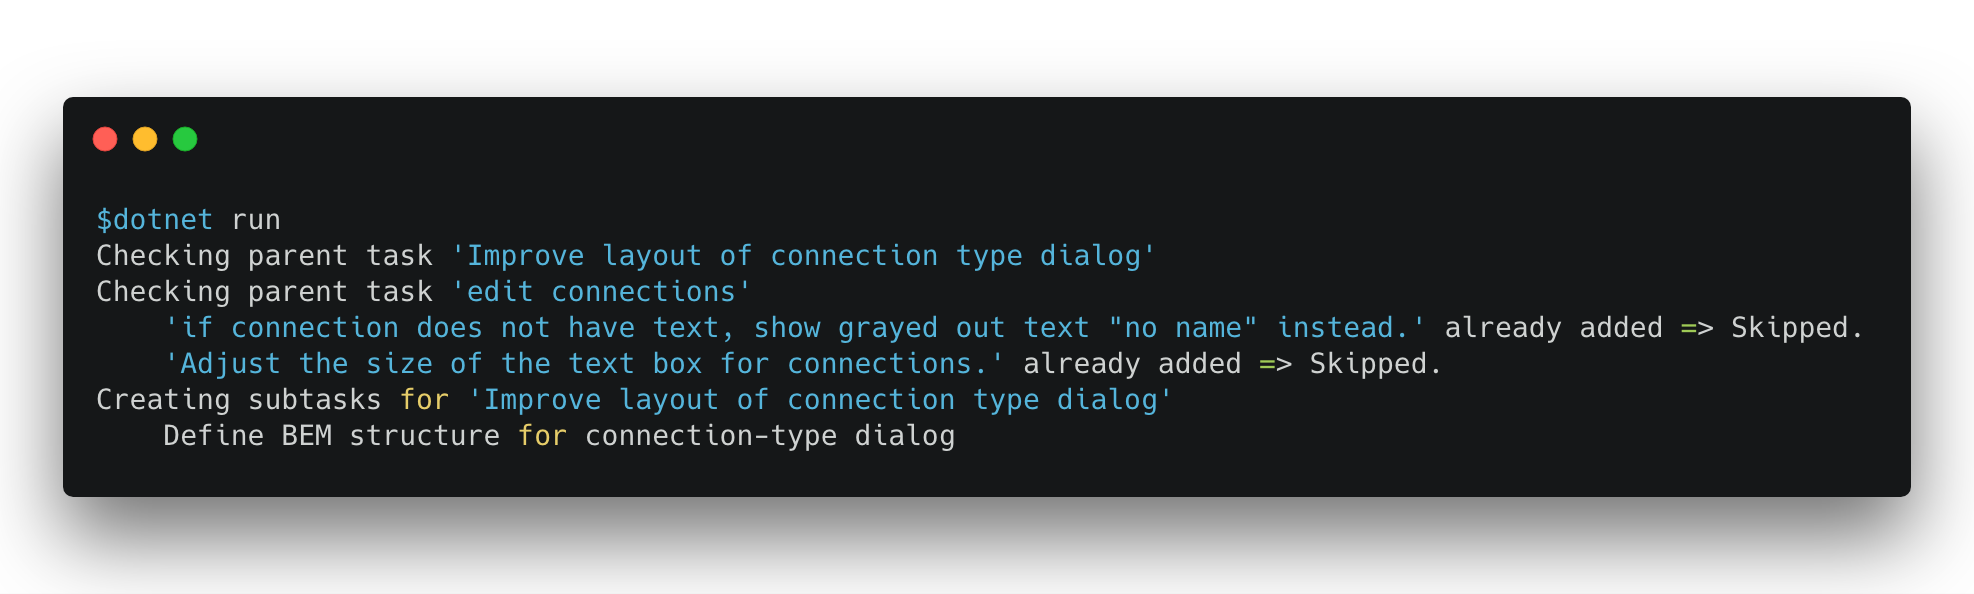 $dotnet run
Checking parent task 'Improve layout of connection type dialog'
Checking parent task 'edit connections'
    'if connection does not have text, show grayed out text "no name" instead.' already added => Skipped.
    'Adjust the size of the text box for connections.' already added => Skipped.
Creating subtasks for 'Improve layout of connection type dialog'
    Define BEM structure for connection-type dialog